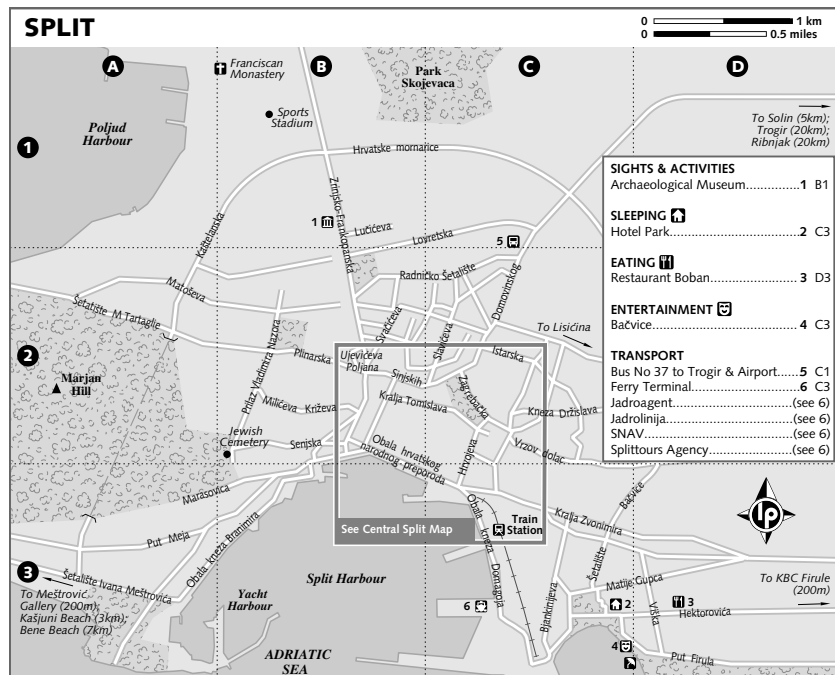 SPLIT
0 1 km
0 0.5 miles
A
B
C
D
Franciscan
Monastery
Park
Skojevaca
Sports
Stadium
Poljud
Harbour
To Solin (5km);
Trogir (20km);
Ribnjak (20km)
1
Hrvatske mornarice
SIGHTS & ACTIVITIES
Archaeological Museum...............1 B1
SLEEPING
Hotel Park...............2 C3
EATING
Restaurant Boban...............3 D3
ENTERTAINMENT
Bačvice...............4 C3
TRANSPORT
Bus No 37 to Trogir & Airport.....5 C1
Ferry Terminal...............6 C3
Jadroagent...............(see 6)
Jadrolinija...............(see 6)
SNAV...............(see 6)
Splittours Agency...............(see 6)
Zrinjsko-Frankopanska
1
Lučićeva
Kaštelanska
Lovretska
5
Radničko Šetalište
Domovinskog
Matoševa
Šetalište M Tartaglie
Svačićeva
To Lisičina
2
Ujevićeva
Poljana
Istarska
Plinarska
Sinjskih
Prilaz Vladimira Nazora
Marjan
Hill
Zagrebačka
Kralja Tomislava
Milićeva
Križeva
Kneza Držislava
Jewish
Cemetery
Senjska
Obala hrvatskog
narodnog preporoda
Hrvojeva
Vrzov dolac
Marasovića
Bačvice
Train
Station
See Central Split Map
Kralja Zvonimira
Put Meja
Obala kneza Branimira
Obala kneza Domagoja
Šetalište
3
Šetalište Ivana Meštrovića
Split Harbour
Matije Gupca
To KBC Firule
(200m)
To Meštrović
Gallery (200m);
Kašjuni Beach (3km);
Bene Beach (7km)
Yacht
Harbour
6
Bjankinijeva
2
3
Viška
Hektorovića
4
Put Firula
ADRIATIC
SEA
lp